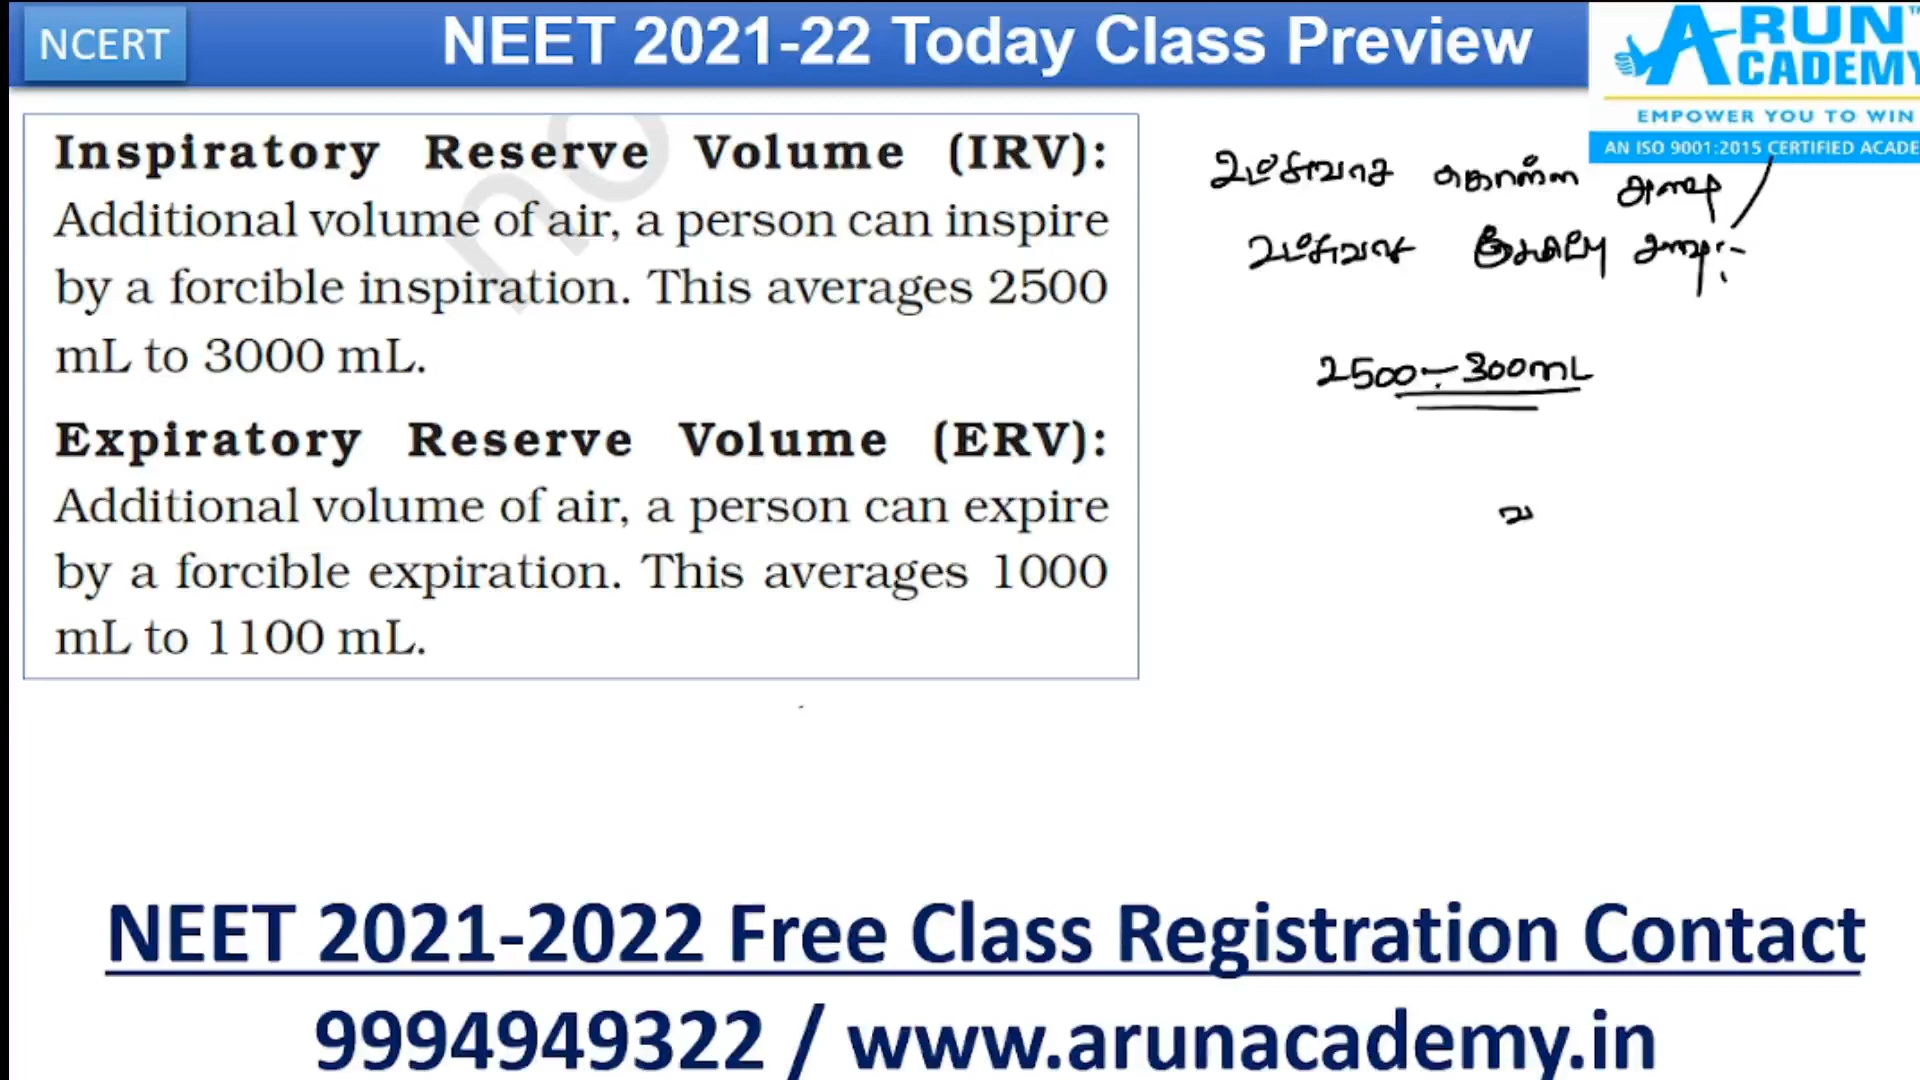 NCERT
NEET 2021-22 Today Class Preview
ARUN ACADEMY
EMPOWER YOU TO WIN
AN ISO 9001:2015 CERTIFIED ACADE
Inspiratory Reserve Volume (IRV):
Additional volume of air, a person can inspire
by a forcible inspiration. This averages 2500
mL to 3000 mL.
Expiratory Reserve Volume (ERV):
Additional volume of air, a person can expire
by a forcible expiration. This averages 1000
mL to 1100 mL.
உட்சுவாச கொள்ள அளவு
உட்சுவாச சேமிப்பு
2500 - 300mL
NEET 2021-2022 Free Class Registration Contact
9994949322 / www.arunacademy.in